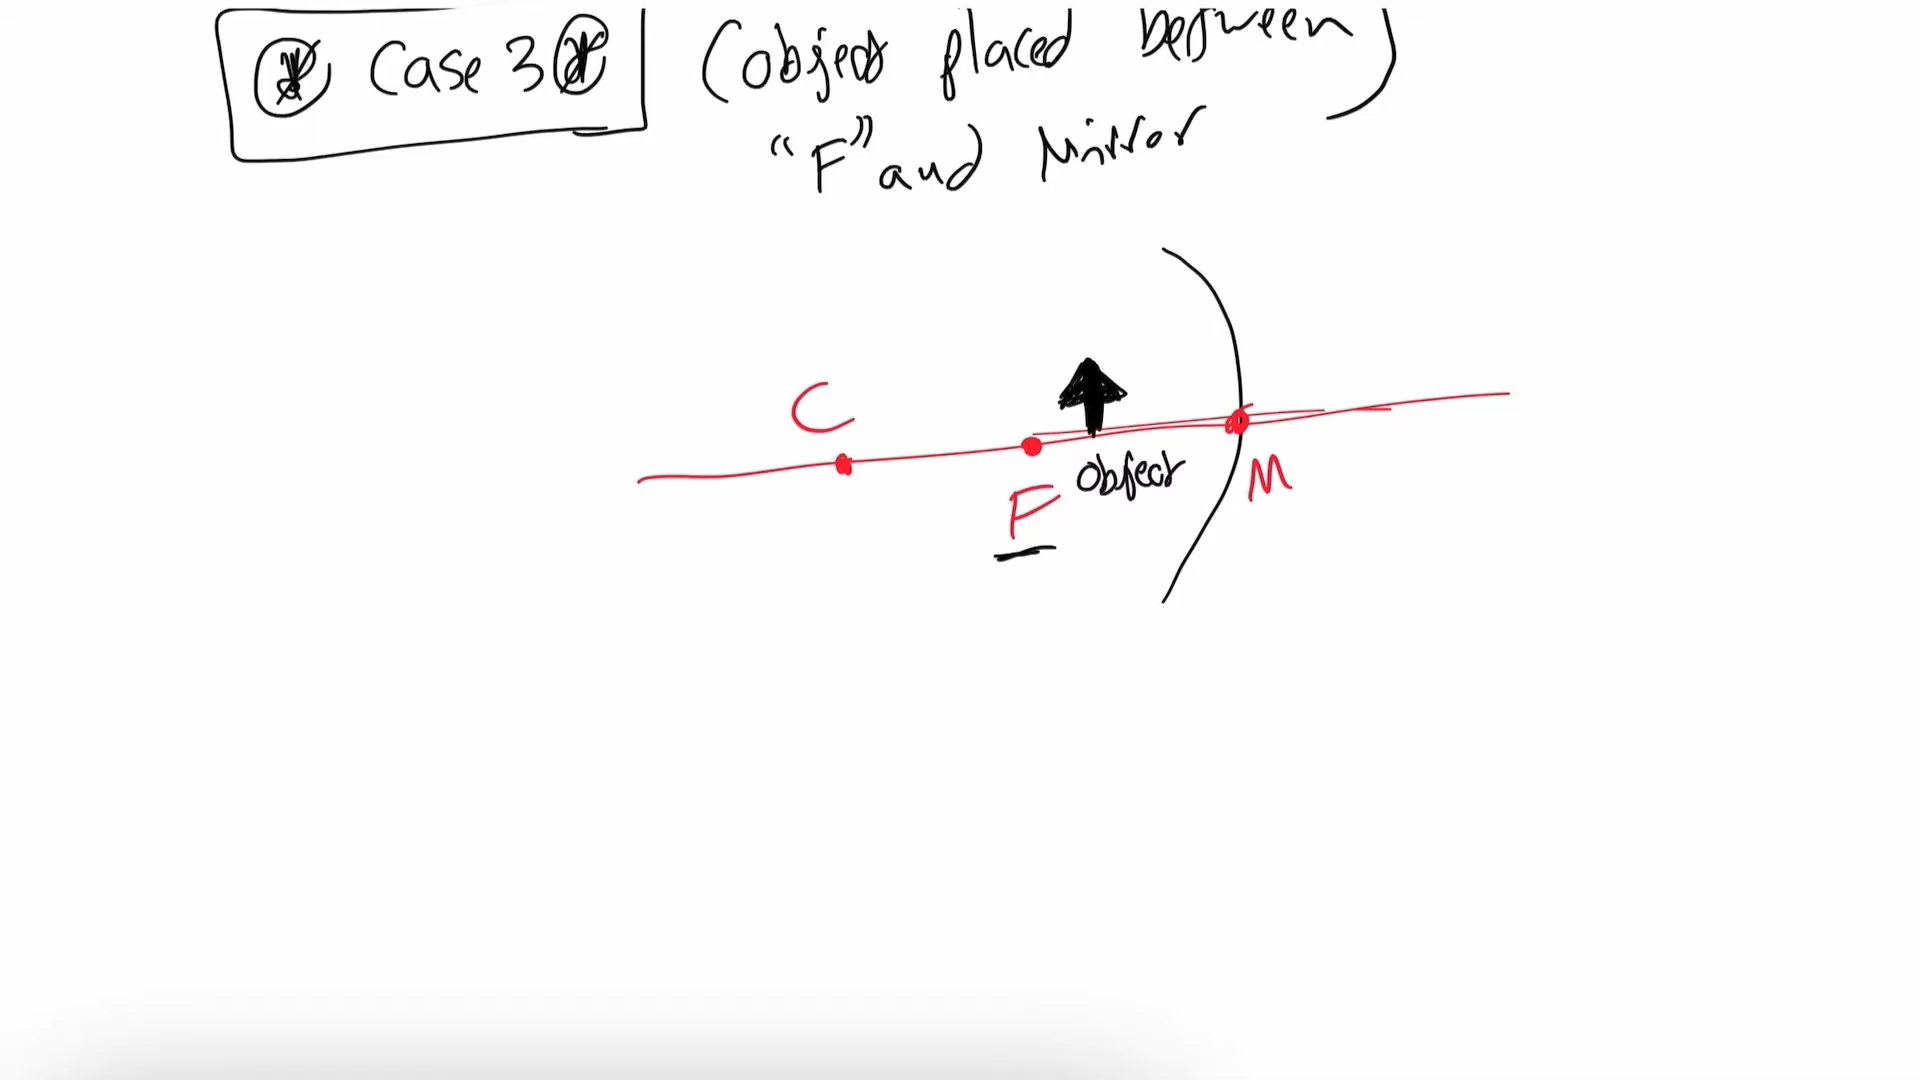 Case 3 (object placed between)
"F" and Mirror
C
object
F
M